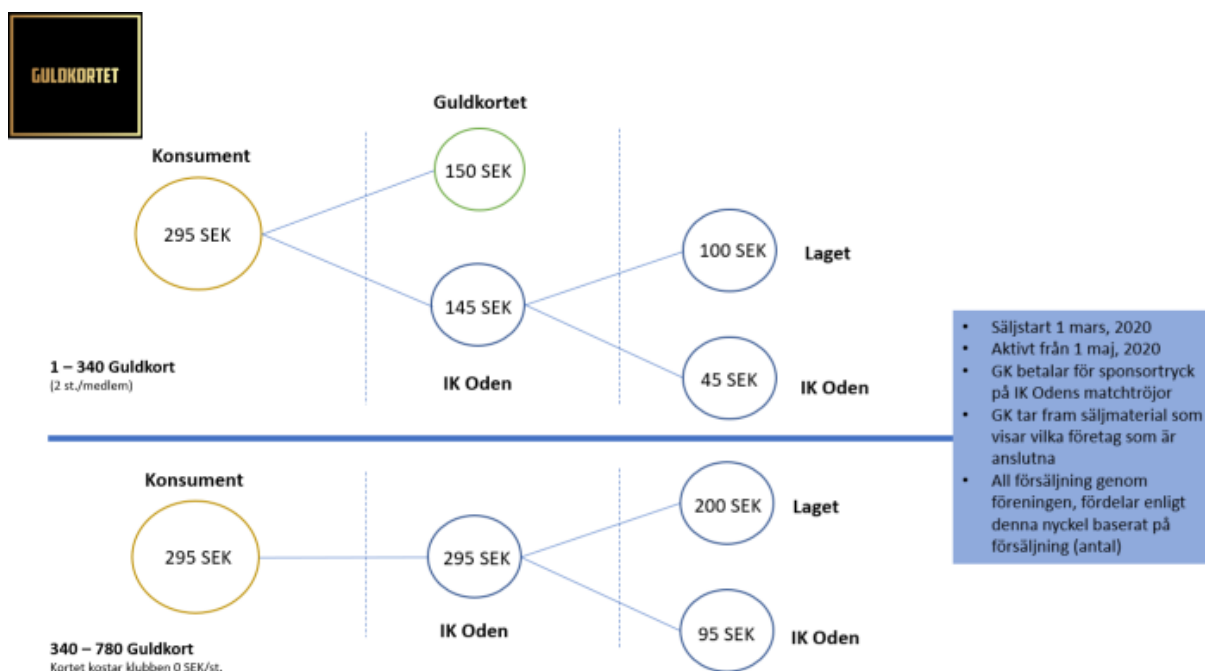 GULDKORTET
Guldkortet
Konsument
150 SEK
295 SEK
100 SEK
Laget
145 SEK
1 – 340 Guldkort
(2 st./medlem)
IK Oden
45 SEK
IK Oden
• Säljstart 1 mars, 2020
• Aktivt från 1 maj, 2020
• GK betalar för sponsortryck
på IK Odens matchtröjor
• GK tar fram säljmaterial som
visar vilka företag som är
anslutna
• All försäljning genom
föreningen, fördelar enligt
denna nyckel baserat på
försäljning (antal)
Konsument
200 SEK
Laget
295 SEK
295 SEK
IK Oden
95 SEK
IK Oden
340 – 780 Guldkort
Kortet kostar klubben 0 SEK/st.